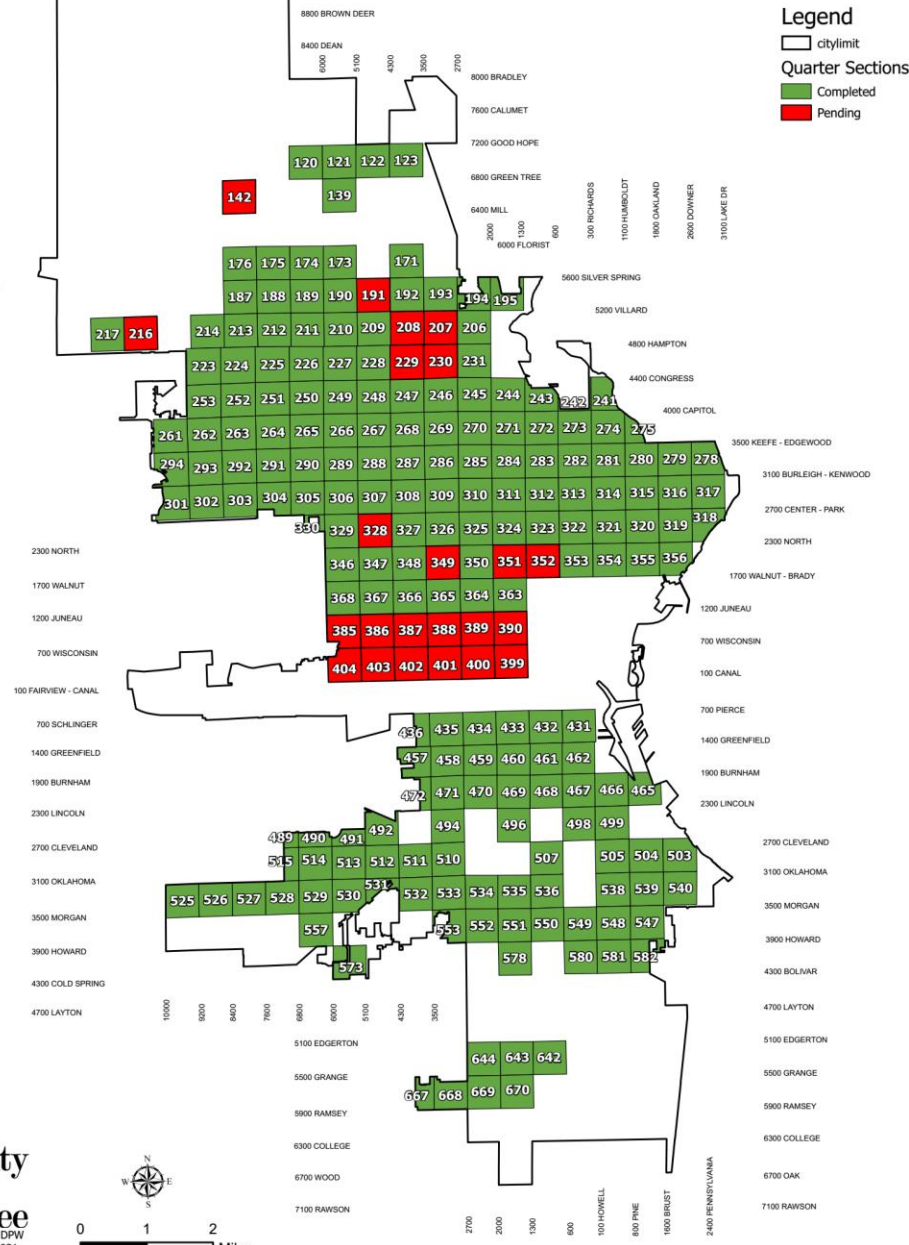 8800 BROWN DEER
8400 DEAN
6000 5100 4300 3500 2700
8000 BRADLEY
7600 CALUMET
7200 GOOD HOPE
6800 GREEN TREE
6400 MILL
2000 1300 600 300 RICHARDS 1100 HUMBOLDT 1800 OAKLAND 2600 DOWNER 3100 LAKE DR
6000 FLORIST
5600 SILVER SPRING
5200 VILLARD
4800 HAMPTON
4400 CONGRESS
4000 CAPITOL
3500 KEEFE - EDGEWOOD
3100 BURLEIGH - KENWOOD
2700 CENTER - PARK
2300 NORTH
1700 WALNUT - BRADY
1200 JUNEAU
700 WISCONSIN
100 CANAL
700 PIERCE
1400 GREENFIELD
1900 BURNHAM
2300 LINCOLN
2700 CLEVELAND
3100 OKLAHOMA
3500 MORGAN
3900 HOWARD
4300 BOLIVAR
4700 LAYTON
5100 EDGERTON
5500 GRANGE
5900 RAMSEY
6300 COLLEGE
6700 OAK
7100 RAWSON
Legend
citylimit
Quarter Sections
Completed
Pending
120 121 122 123
142 139
176 175 174 173 171
187 188 189 190 191 192 193 194 195
217 216 214 213 212 211 210 209 208 207 206
223 224 225 226 227 228 229 230 231
253 252 251 250 249 248 247 246 245 244 243 242 241
261 262 263 264 265 266 267 268 269 270 271 272 273 274 275
294 293 292 291 290 289 288 287 286 285 284 283 282 281 280 279 278
301 302 303 304 305 306 307 308 309 310 311 312 313 314 315 316 317
330 329 328 327 326 325 324 323 322 321 320 319 318
346 347 348 349 350 351 352 353 354 355 356
368 367 366 365 364 363
385 386 387 388 389 390
404 403 402 401 400 399
436 435 434 433 432 431
457 458 459 460 461 462
472 471 470 469 468 467 466 465
489 490 491 492 494 496 498 499
515 514 513 512 511 510 507 505 504 503
525 526 527 528 529 530 531 532 533 534 535 536 538 539 540
557 553 552 551 550 549 548 547
573 578 580 581 582
644 643 642
667 668 669 670
2300 NORTH
1700 WALNUT
1200 JUNEAU
700 WISCONSIN
100 FAIRVIEW - CANAL
700 SCHLINGER
1400 GREENFIELD
1900 BURNHAM
2300 LINCOLN
2700 CLEVELAND
3100 OKLAHOMA
3500 MORGAN
3900 HOWARD
4300 COLD SPRING
4700 LAYTON
10000 9200 8400 7600 6800 6000 5100 4300 3500
5100 EDGERTON
5500 GRANGE
5900 RAMSEY
6300 COLLEGE
6700 WOOD
7100 RAWSON
2700 2000 1300 600 100 HOWELL 800 PINE 1600 BRUST 2400 PENNSYLVANIA
ty
ee
DPW
N
W E
S
0 1 2